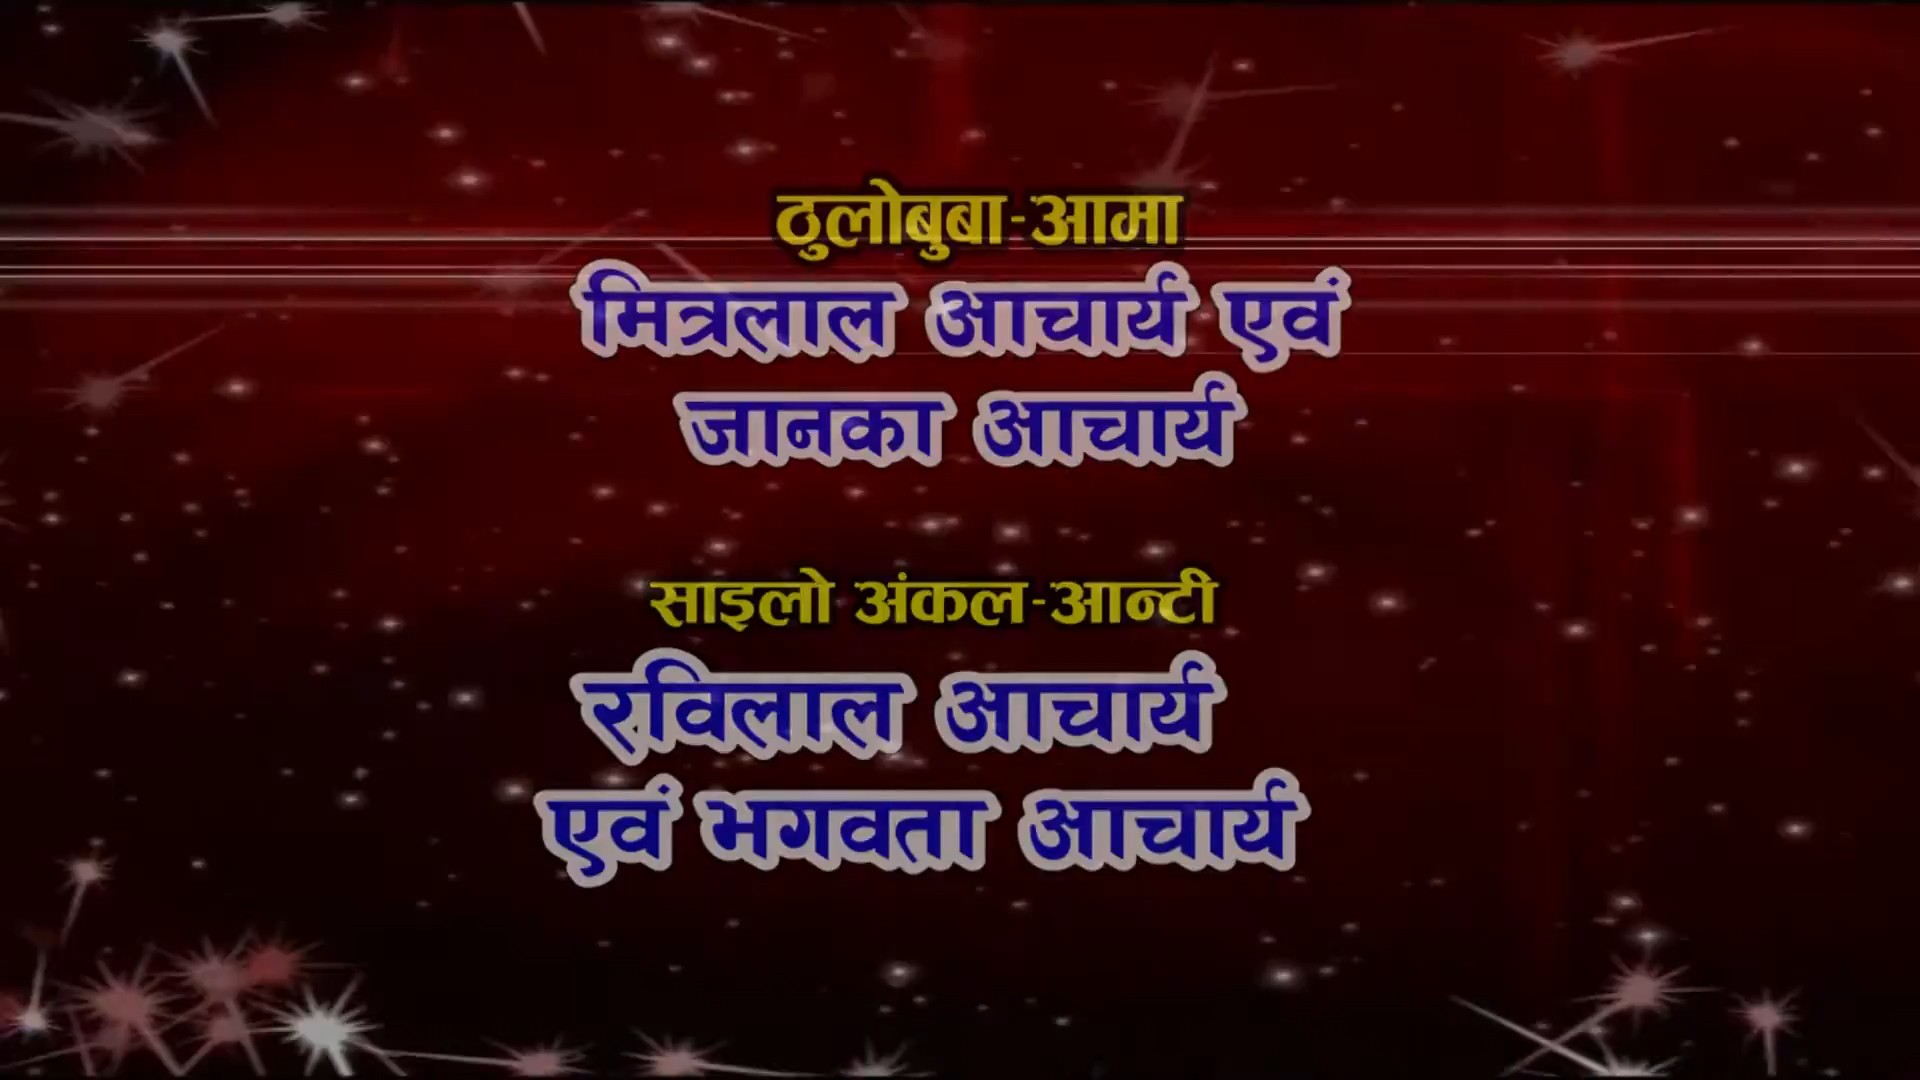 ठुलोबुबा-आमा
मित्रलाल आचार्य एवं
जानका आचार्य
साइलो अंकल-आन्टी
रविलाल आचार्य
एवं भगवता आचार्य